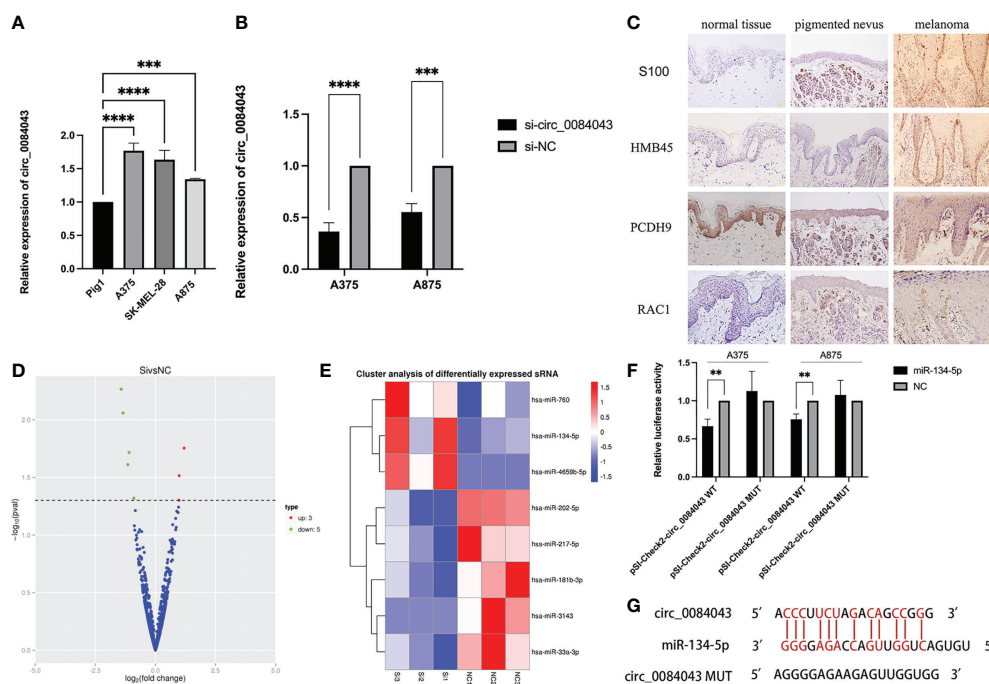 A
Relative expression of circ_0084043
2.0
1.5
1.0
0.5
0.0
***
****
****
Pig1
A375
SK-MEL-28
A875
B
Relative expression of circ_0084043
1.5
1.0
0.5
0.0
****
***
A375
A875
si-circ_0084043
si-NC
C
normal tissue pigmented nevus melanoma
S100
HMB45
PCDH9
RAC1
D
SivsNC
−log₁₀(pval)
2.0
1.5
1.0
0.5
0.0
-5.0 -2.5 0.0 2.5 5.0
log₂(fold change)
type
up: 3
down: 5
E
Cluster analysis of differentially expressed sRNA
hsa-miR-760
hsa-miR-134-5p
hsa-miR-4659b-5p
hsa-miR-202-5p
hsa-miR-217-5p
hsa-miR-181b-3p
hsa-miR-3143
hsa-miR-33a-3p
Si3 Si2 Si1 NC1 NC2 NC3
1.5
1
0.5
0
-0.5
-1
-1.5
F
Relative luciferase activity
1.5
1.0
0.5
0.0
A375 A875
**
**
miR-134-5p
NC
pSI-Check2-circ_0084043 WT
pSI-Check2-circ_0084043 MUT
pSI-Check2-circ_0084043 WT
pSI-Check2-circ_0084043 MUT
G
circ_0084043 5′ ACCCUUCUAGACAGCCGGG 3′
miR-134-5p 3′ GGGGAGACCAGUUGGUCAGUGU 5
circ_0084043 MUT AGGGGAGAAGAGUUGGUGG